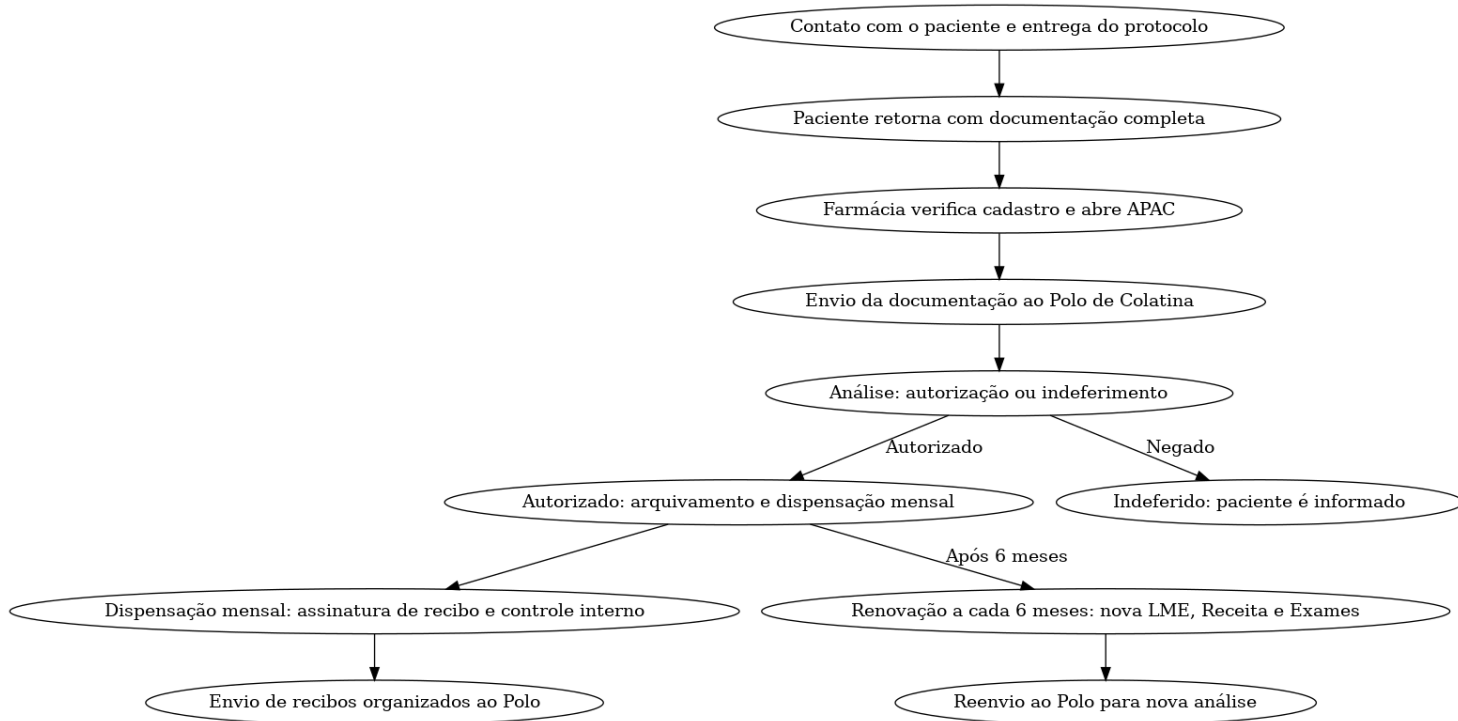 Contato com o paciente e entrega do protocolo
Paciente retorna com documentação completa
Farmácia verifica cadastro e abre APAC
Envio da documentação ao Polo de Colatina
Análise: autorização ou indeferimento
Autorizado
Negado
Autorizado: arquivamento e dispensação mensal
Indeferido: paciente é informado
Após 6 meses
Dispensação mensal: assinatura de recibo e controle interno
Renovação a cada 6 meses: nova LME, Receita e Exames
Envio de recibos organizados ao Polo
Reenvio ao Polo para nova análise